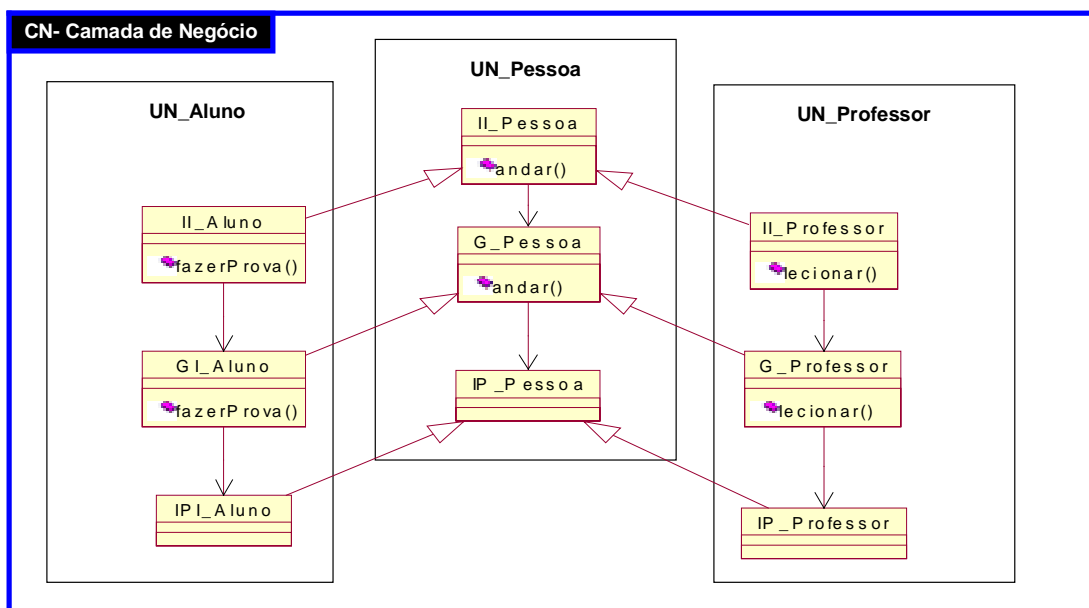 CN- Camada de Negócio
UN_Pessoa
UN_Aluno
UN_Professor
II_Pessoa
andar()
II_Aluno
fazerProva()
II_Professor
lecionar()
G_Pessoa
andar()
GI_Aluno
fazerProva()
G_Professor
lecionar()
IP_Pessoa
IPI_Aluno
IP_Professor